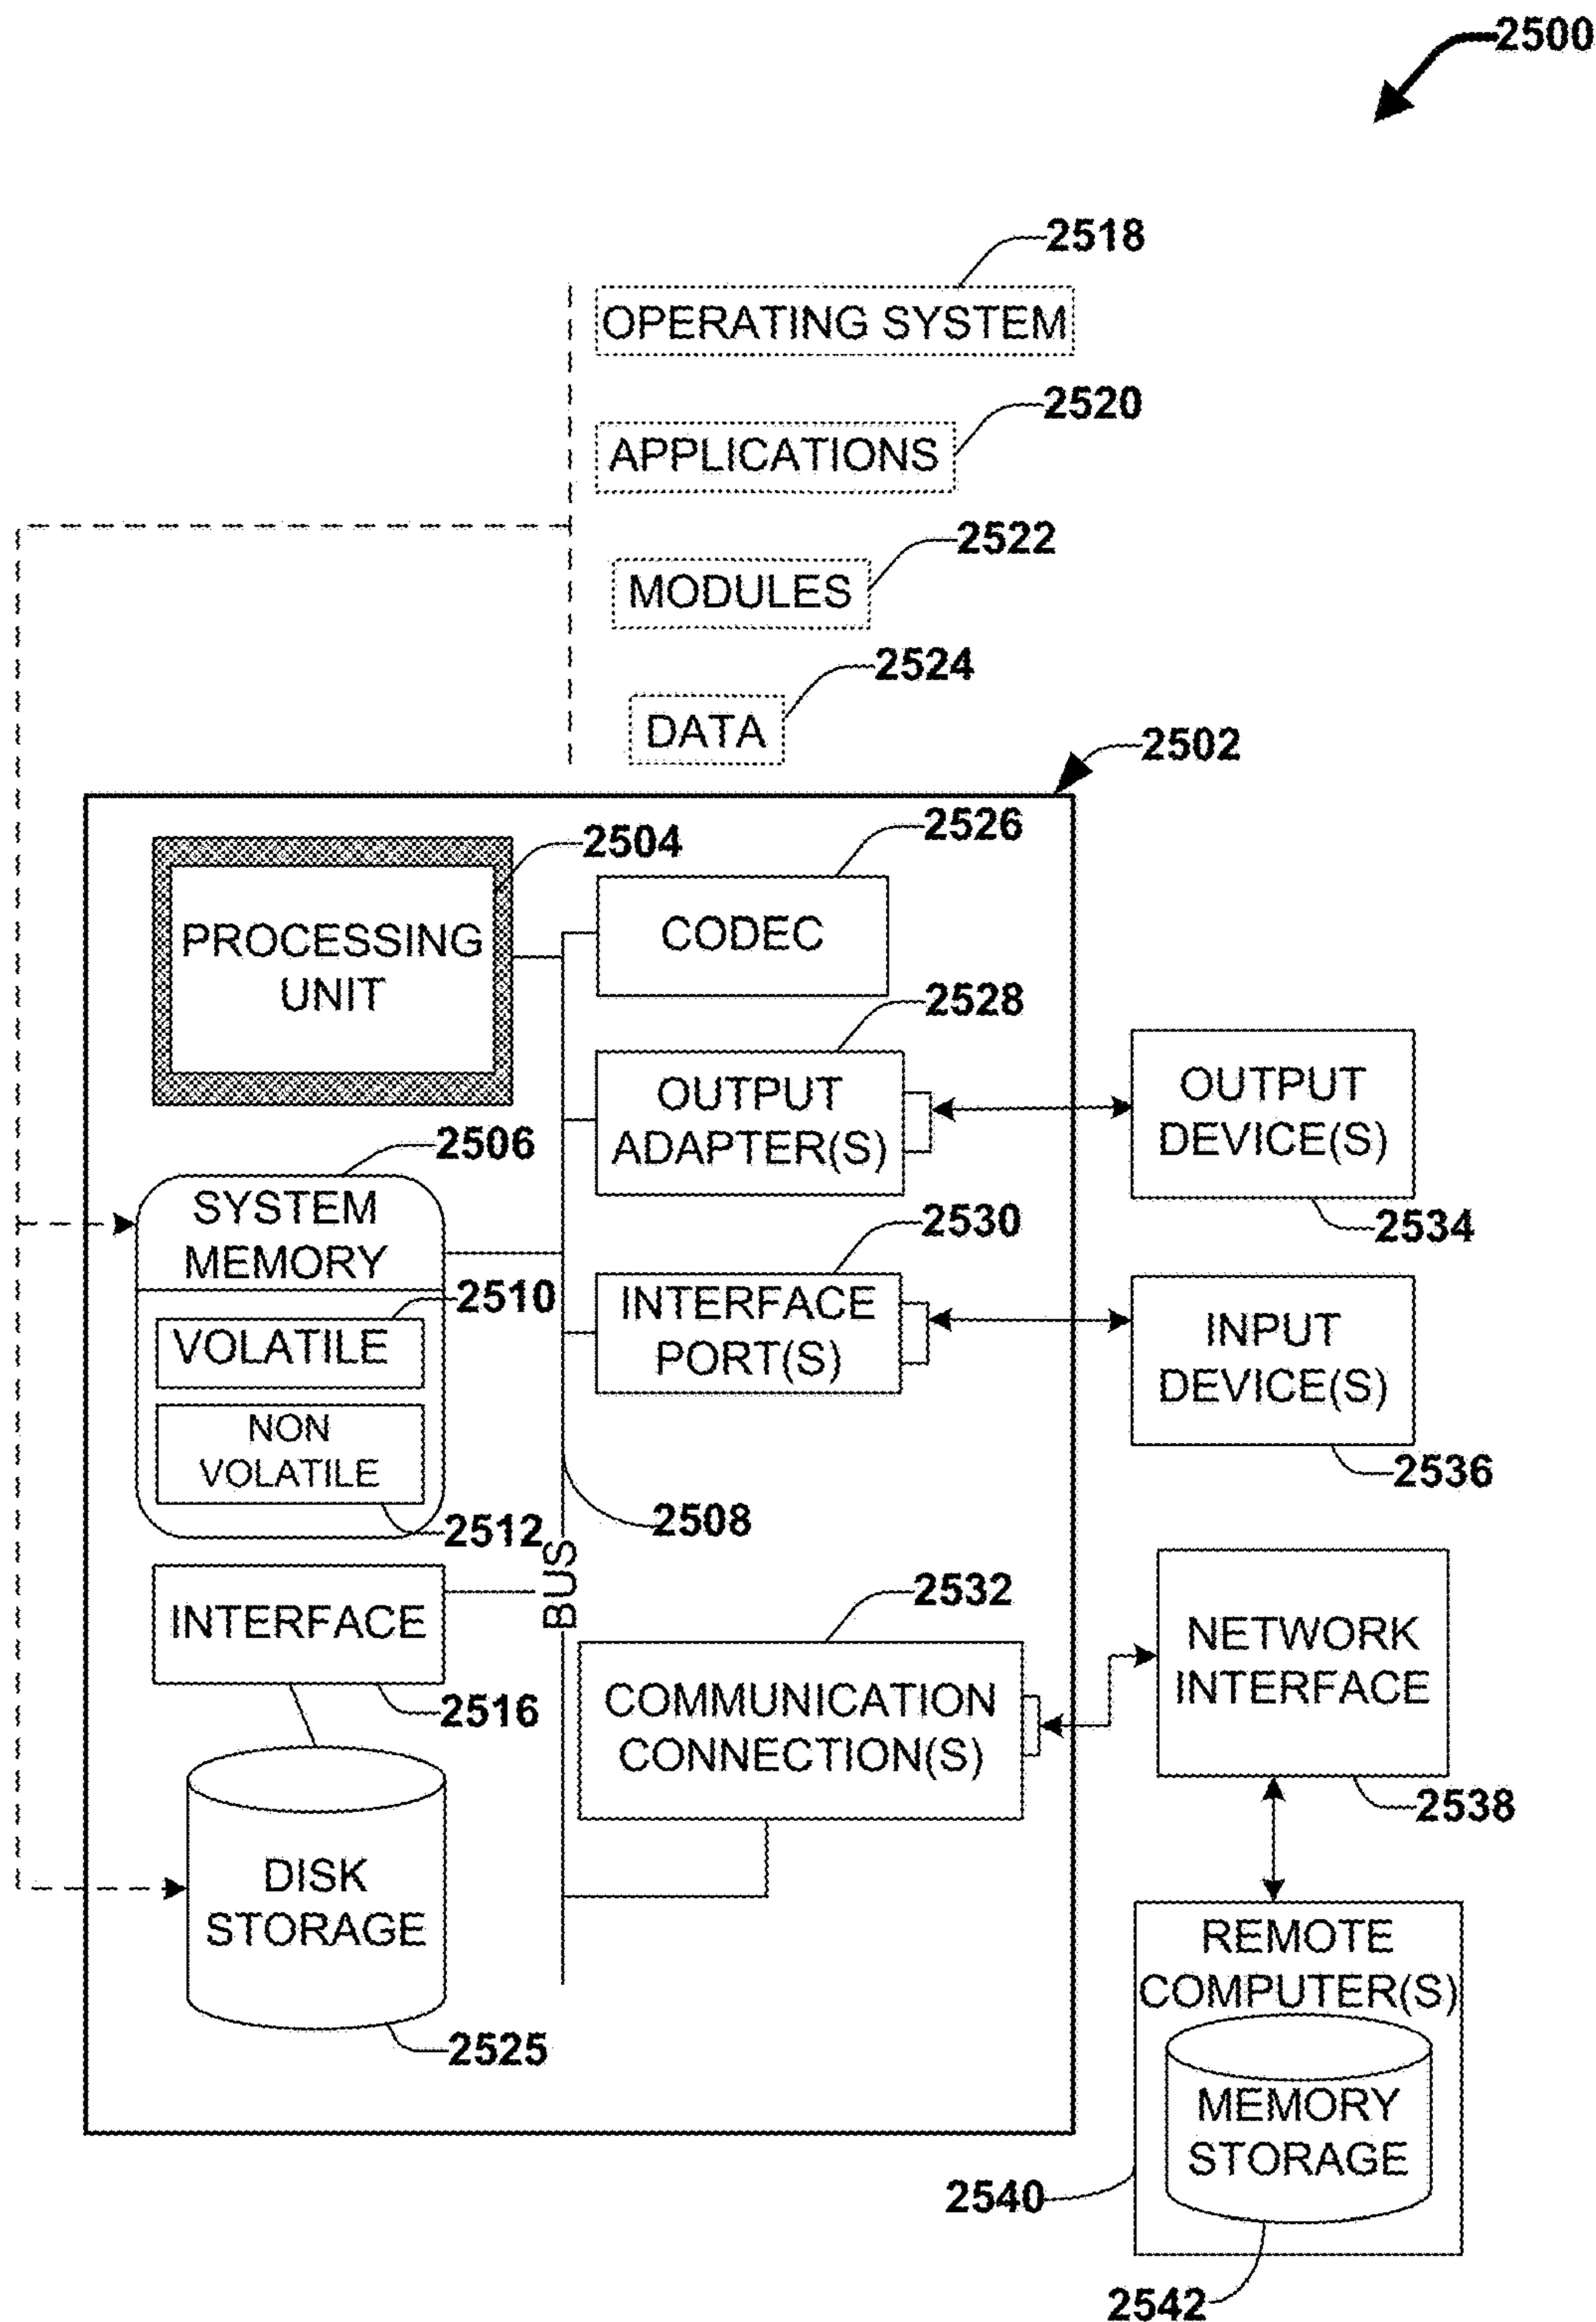 2500
2518
OPERATING SYSTEM
2520
APPLICATIONS
2522
MODULES
2524
DATA
2502
2504
PROCESSING
UNIT
2526
CODEC
2528
OUTPUT
ADAPTER(S)
OUTPUT
DEVICE(S)
2534
2506
SYSTEM
MEMORY
2510
VOLATILE
NON
VOLATILE
2512
2530
INTERFACE
PORT(S)
INPUT
DEVICE(S)
2536
2508
BUS
INTERFACE
2516
2532
COMMUNICATION
CONNECTION(S)
NETWORK
INTERFACE
2538
DISK
STORAGE
2525
REMOTE
COMPUTER(S)
MEMORY
STORAGE
2540
2542